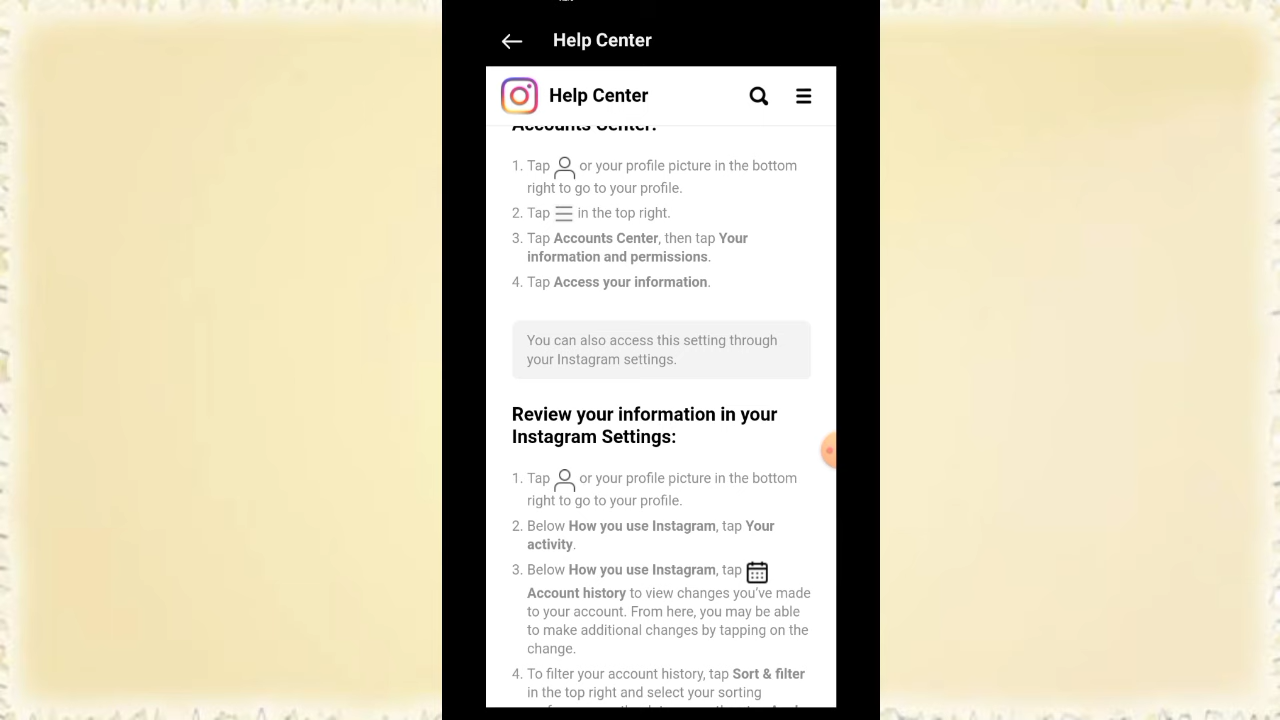 Help Center
Help Center
Accounts Center:
1. Tap or your profile picture in the bottom
right to go to your profile.
2. Tap in the top right.
3. Tap Accounts Center, then tap Your
information and permissions.
4. Tap Access your information.
You can also access this setting through
your Instagram settings.
Review your information in your
Instagram Settings:
1. Tap or your profile picture in the bottom
right to go to your profile.
2. Below How you use Instagram, tap Your
activity.
3. Below How you use Instagram, tap
Account history to view changes you've made
to your account. From here, you may be able
to make additional changes by tapping on the
change.
4. To filter your account history, tap Sort & filter
in the top right and select your sorting